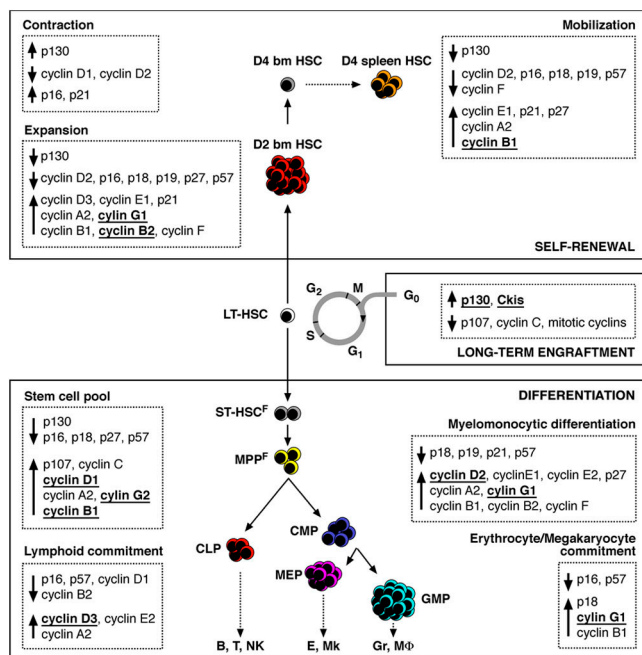 Contraction
p130
cyclin D1, cyclin D2
p16, p21
Expansion
p130
cyclin D2, p16, p18, p19, p27, p57
cyclin D3, cyclin E1, p21
cyclin A2, cylin G1
cyclin B1, cyclin B2, cyclin F
D4 bm HSC
D4 spleen HSC
D2 bm HSC
Mobilization
p130
cyclin D2, p16, p18, p19, p57
cyclin F
cyclin E1, p21, p27
cyclin A2
cyclin B1
SELF-RENEWAL
LT-HSC
G2
M
G0
S
G1
p130, Ckis
p107, cyclin C, mitotic cyclins
LONG-TERM ENGRAFTMENT
DIFFERENTIATION
Stem cell pool
p130
p16, p18, p27, p57
p107, cyclin C
cyclin D1
cyclin A2, cylin G2
cyclin B1
Lymphoid commitment
p16, p57, cyclin D1
cyclin B2
cyclin D3, cyclin E2
cyclin A2
ST-HSCF
MPPF
CLP
CMP
MEP
GMP
B, T, NK
E, Mk
Gr, MΦ
Myelomonocytic differentiation
p18, p19, p21, p57
cyclin D2, cyclinE1, cyclin E2, p27
cyclin A2, cylin G1
cyclin B1, cyclin B2, cyclin F
Erythrocyte/Megakaryocyte
commitment
p16, p57
p18
cylin G1
cyclin B1